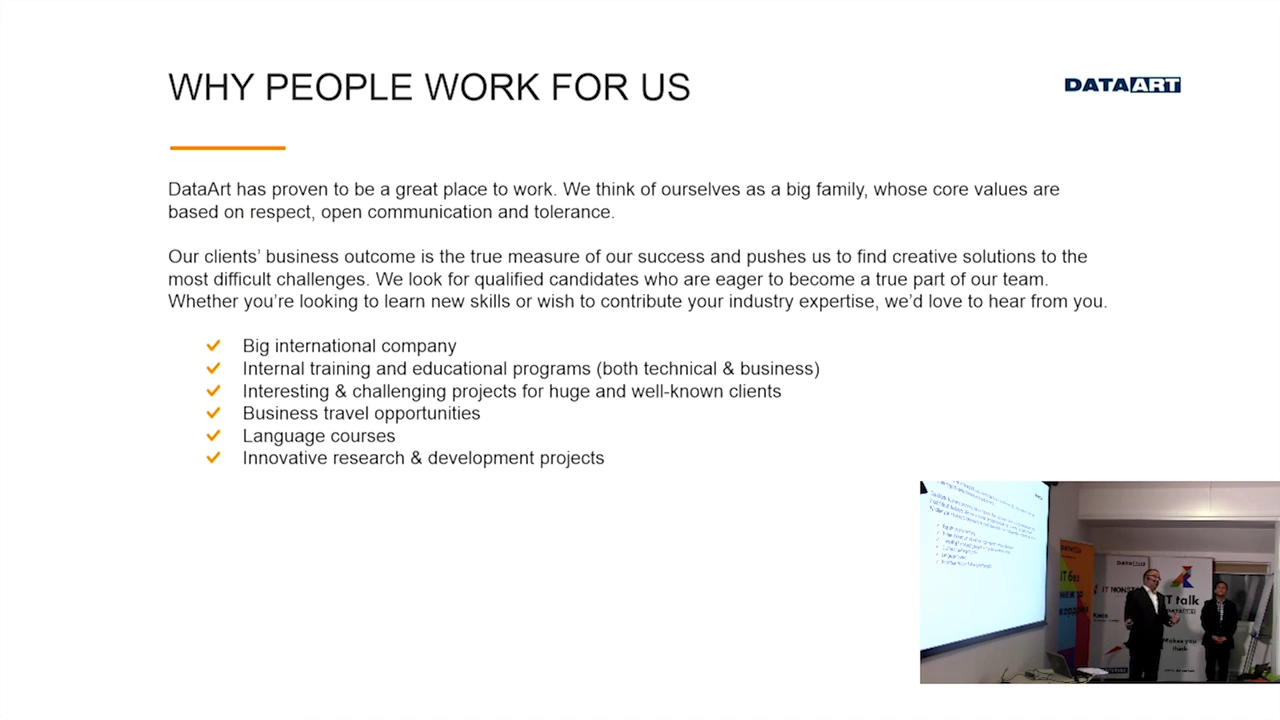 WHY PEOPLE WORK FOR US
DATAART
DataArt has proven to be a great place to work. We think of ourselves as a big family, whose core values are
based on respect, open communication and tolerance.
Our clients’ business outcome is the true measure of our success and pushes us to find creative solutions to the
most difficult challenges. We look for qualified candidates who are eager to become a true part of our team.
Whether you’re looking to learn new skills or wish to contribute your industry expertise, we’d love to hear from you.
Big international company
Internal training and educational programs (both technical & business)
Interesting & challenging projects for huge and well-known clients
Business travel opportunities
Language courses
Innovative research & development projects
IT talk
Makes you
think